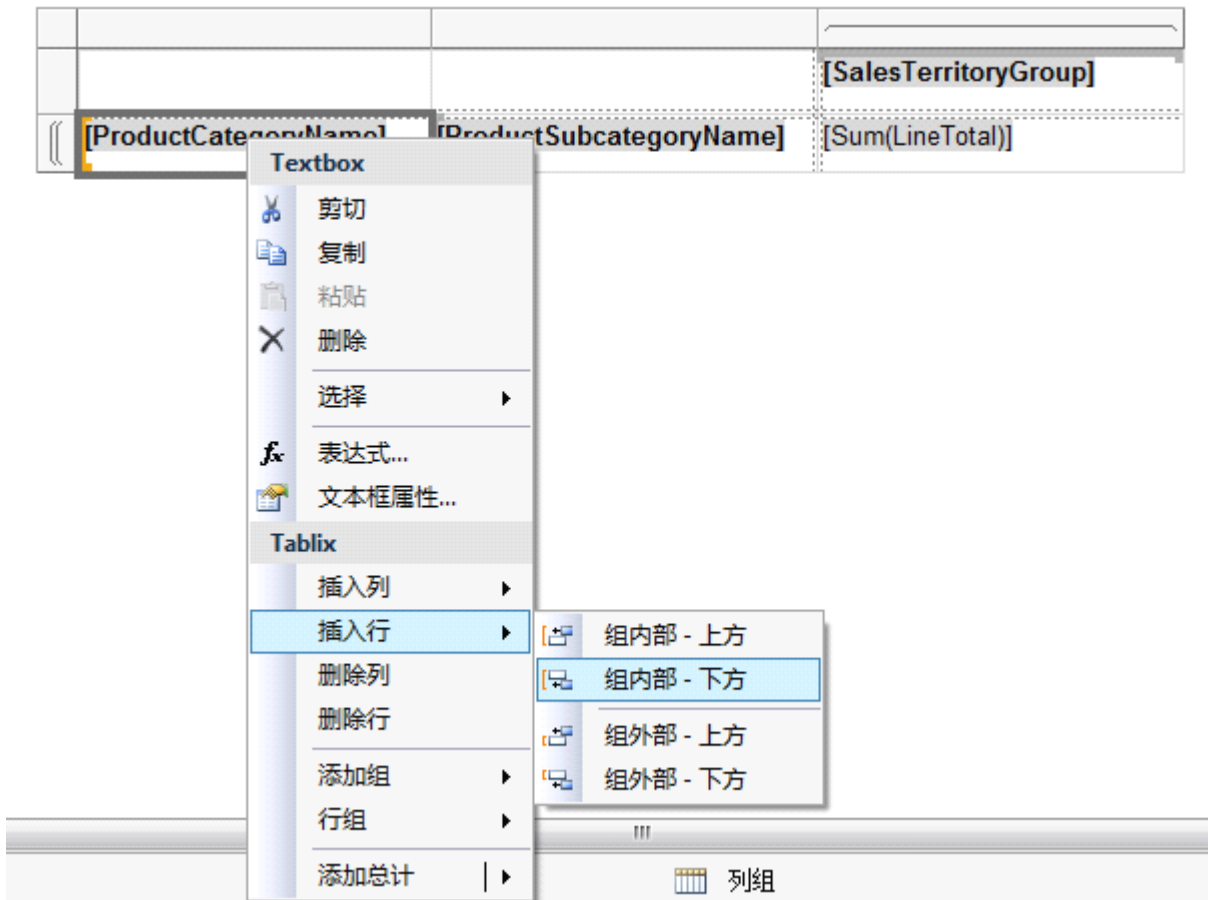 [SalesTerritoryGroup]
[ProductCategoryName] [ProductSubcategoryName] [Sum(LineTotal)]
Textbox
剪切
复制
粘贴
删除
选择
fx 表达式...
文本框属性...
Tablix
插入列
插入行
组内部 - 上方
删除列
组内部 - 下方
删除行
组外部 - 上方
添加组
组外部 - 下方
行组
添加总计
列组